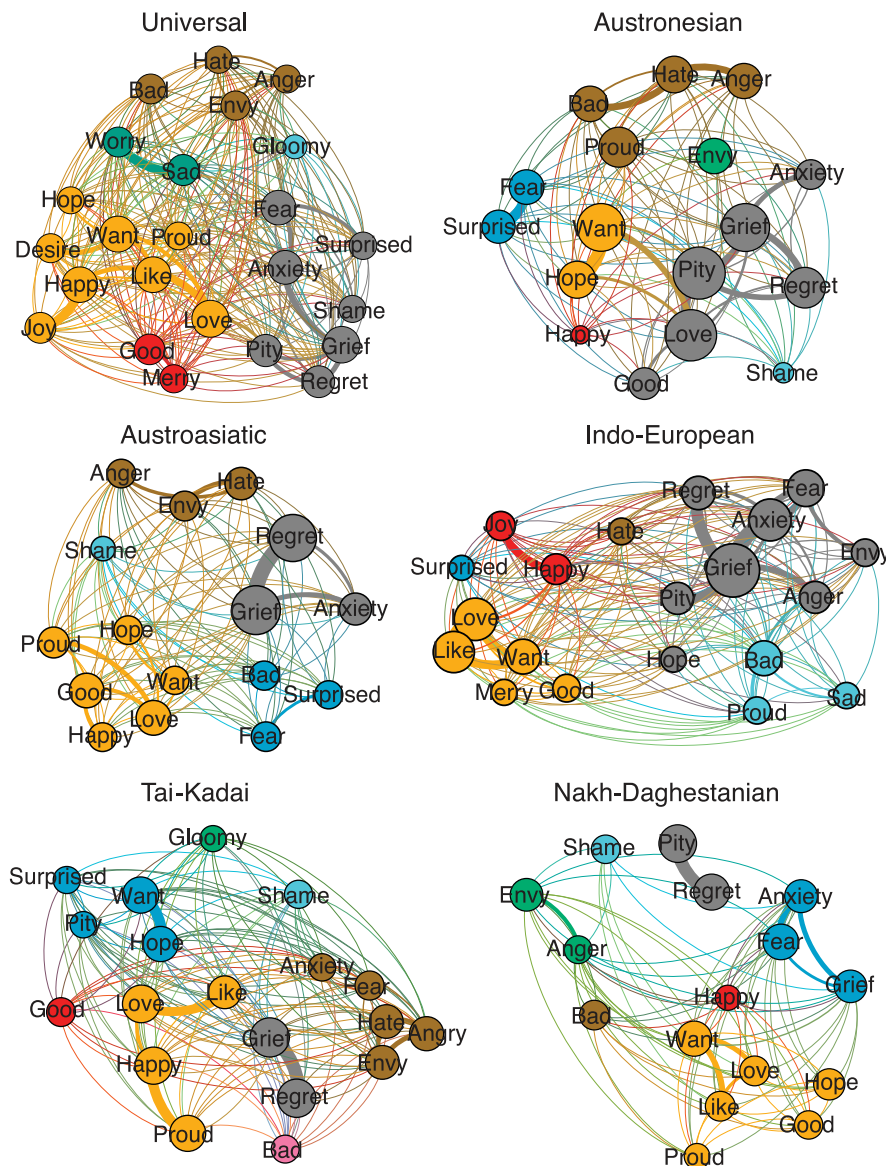 Universal
Hate
Bad
Anger
Envy
Worry
Gloomy
Sad
Hope
Fear
Want
Proud
Desire
Surprised
Like
Anxiety
Happy
Shame
Love
Joy
Good
Grief
Pity
Merry
Regret
Austronesian
Hate
Anger
Bad
Proud
Envy
Anxiety
Fear
Surprised
Want
Grief
Pity
Hope
Regret
Happy
Love
Shame
Good
Austroasiatic
Anger
Hate
Envy
Regret
Shame
Grief
Anxiety
Hope
Proud
Want
Bad
Good
Surprised
Love
Happy
Fear
Indo-European
Regret
Fear
Joy
Anxiety
Hate
Envy
Surprised
Happy
Grief
Pity
Anger
Love
Like
Want
Hope
Bad
Merry
Good
Proud
Sad
Tai-Kadai
Gloomy
Surprised
Want
Shame
Pity
Hope
Anxiety
Fear
Like
Love
Good
Hate
Angry
Grief
Happy
Envy
Regret
Proud
Bad
Nakh-Daghestanian
Shame
Pity
Envy
Regret
Anxiety
Anger
Fear
Grief
Happy
Bad
Want
Love
Hope
Like
Good
Proud